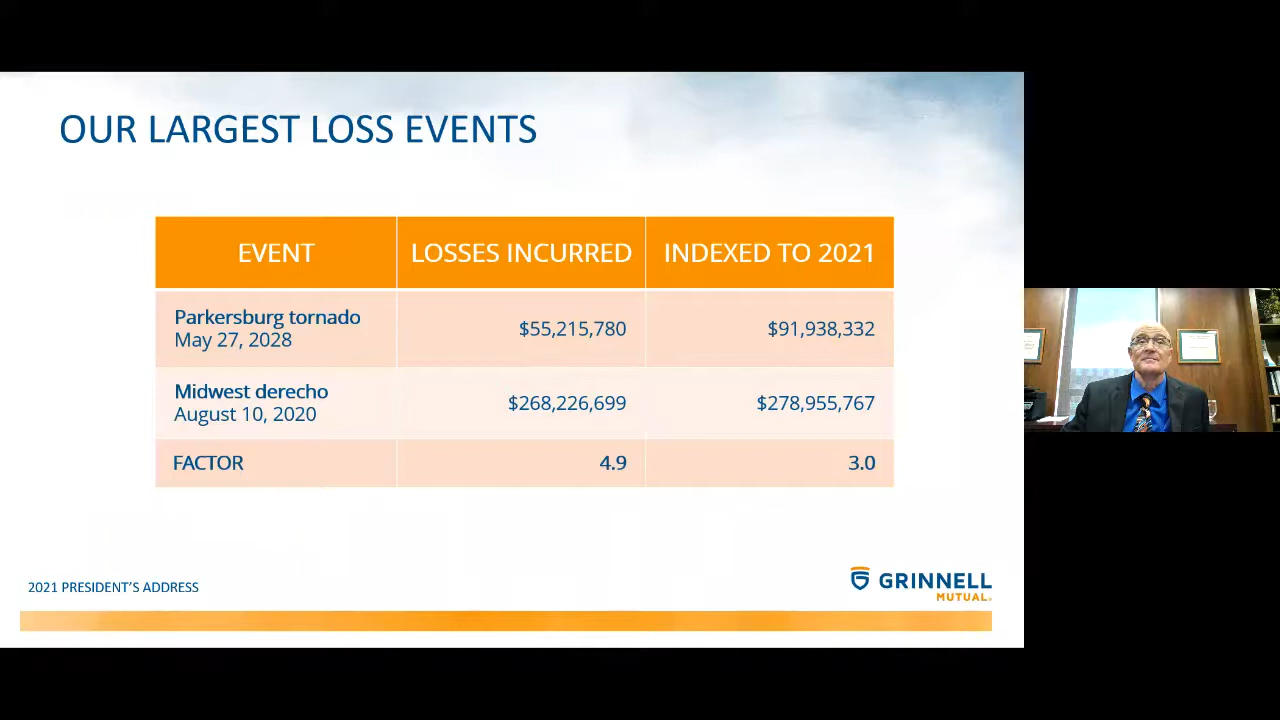 OUR LARGEST LOSS EVENTS
EVENT LOSSES INCURRED INDEXED TO 2021
Parkersburg tornado
May 27, 2028 $55,215,780 $91,938,332
Midwest derecho
August 10, 2020 $268,226,699 $278,955,767
FACTOR 4.9 3.0
2021 PRESIDENT'S ADDRESS
GRINNELL
MUTUAL®